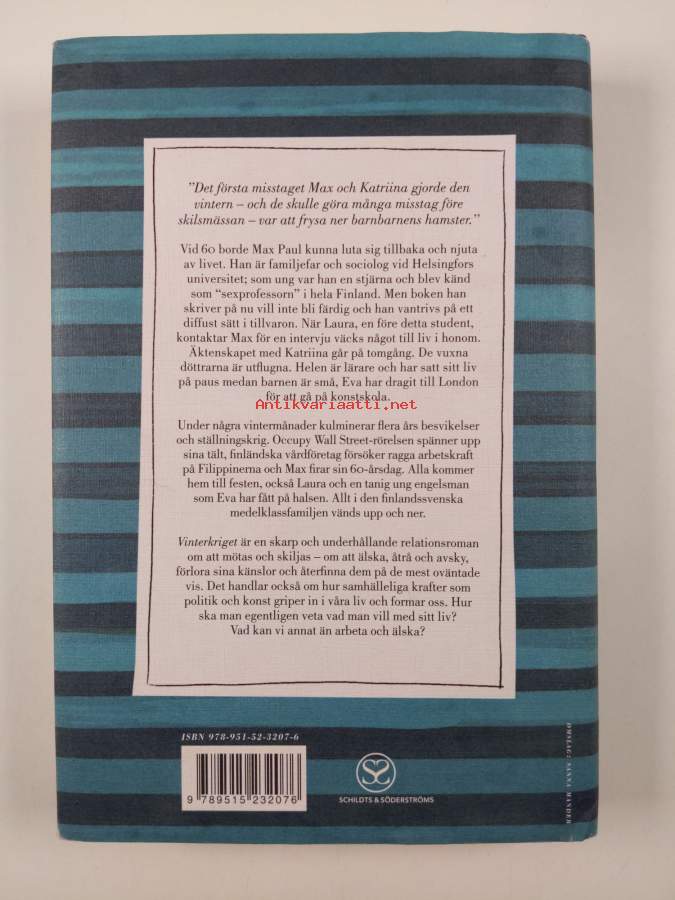 ”Det första misstaget Max och Katriina gjorde den
vintern – och de skulle göra många misstag före
skilsmässan – var att frysa ner barnbarnens hamster.”
Vid 60 borde Max Paul kunna luta sig tillbaka och njuta
av livet. Han är familjefar och sociolog vid Helsingfors
universitet; som ung var han en stjärna och blev känd
som “sexprofessorn” i hela Finland. Men boken han
skriver på nu vill inte bli färdig och han vantrivs på ett
diffust sätt i tillvaron. När Laura, en före detta student,
kontaktar Max för en intervju väcks något till liv i honom.
Äktenskapet med Katriina går på tomgång. De vuxna
döttrarna är utflugna. Helen är lärare och har satt sitt liv
på paus medan barnen är små, Eva har dragit till London
för att gå på konstskola.
Antikvariaatti.net
Under några vintermånader kulminerar flera års besvikelser
och ställningskrig. Occupy Wall Street-rörelsen spänner upp
sina tält, finländska vårdföretag försöker ragga arbetskraft
på Filippinerna och Max firar sin 60-årsdag. Alla kommer
hem till festen, också Laura och en tanig ung engelsman
som Eva har fått på halsen. Allt i den finlandssvenska
medelklassfamiljen vänds upp och ner.
Vinterkriget är en skarp och underhållande relationsroman
om att mötas och skiljas – om att älska, åtrå och avsky,
förlora sina känslor och återfinna dem på de mest oväntade
vis. Det handlar också om hur samhälleliga krafter som
politik och konst griper in i våra liv och formar oss. Hur
ska man egentligen veta vad man vill med sitt liv?
Vad kan vi annat än arbeta och älska?
ISBN 978-951-52-3207-6
9 789515 232076
SCHILDTS & SÖDERSTRÖMS
OMSLAG: SANNA MANDER